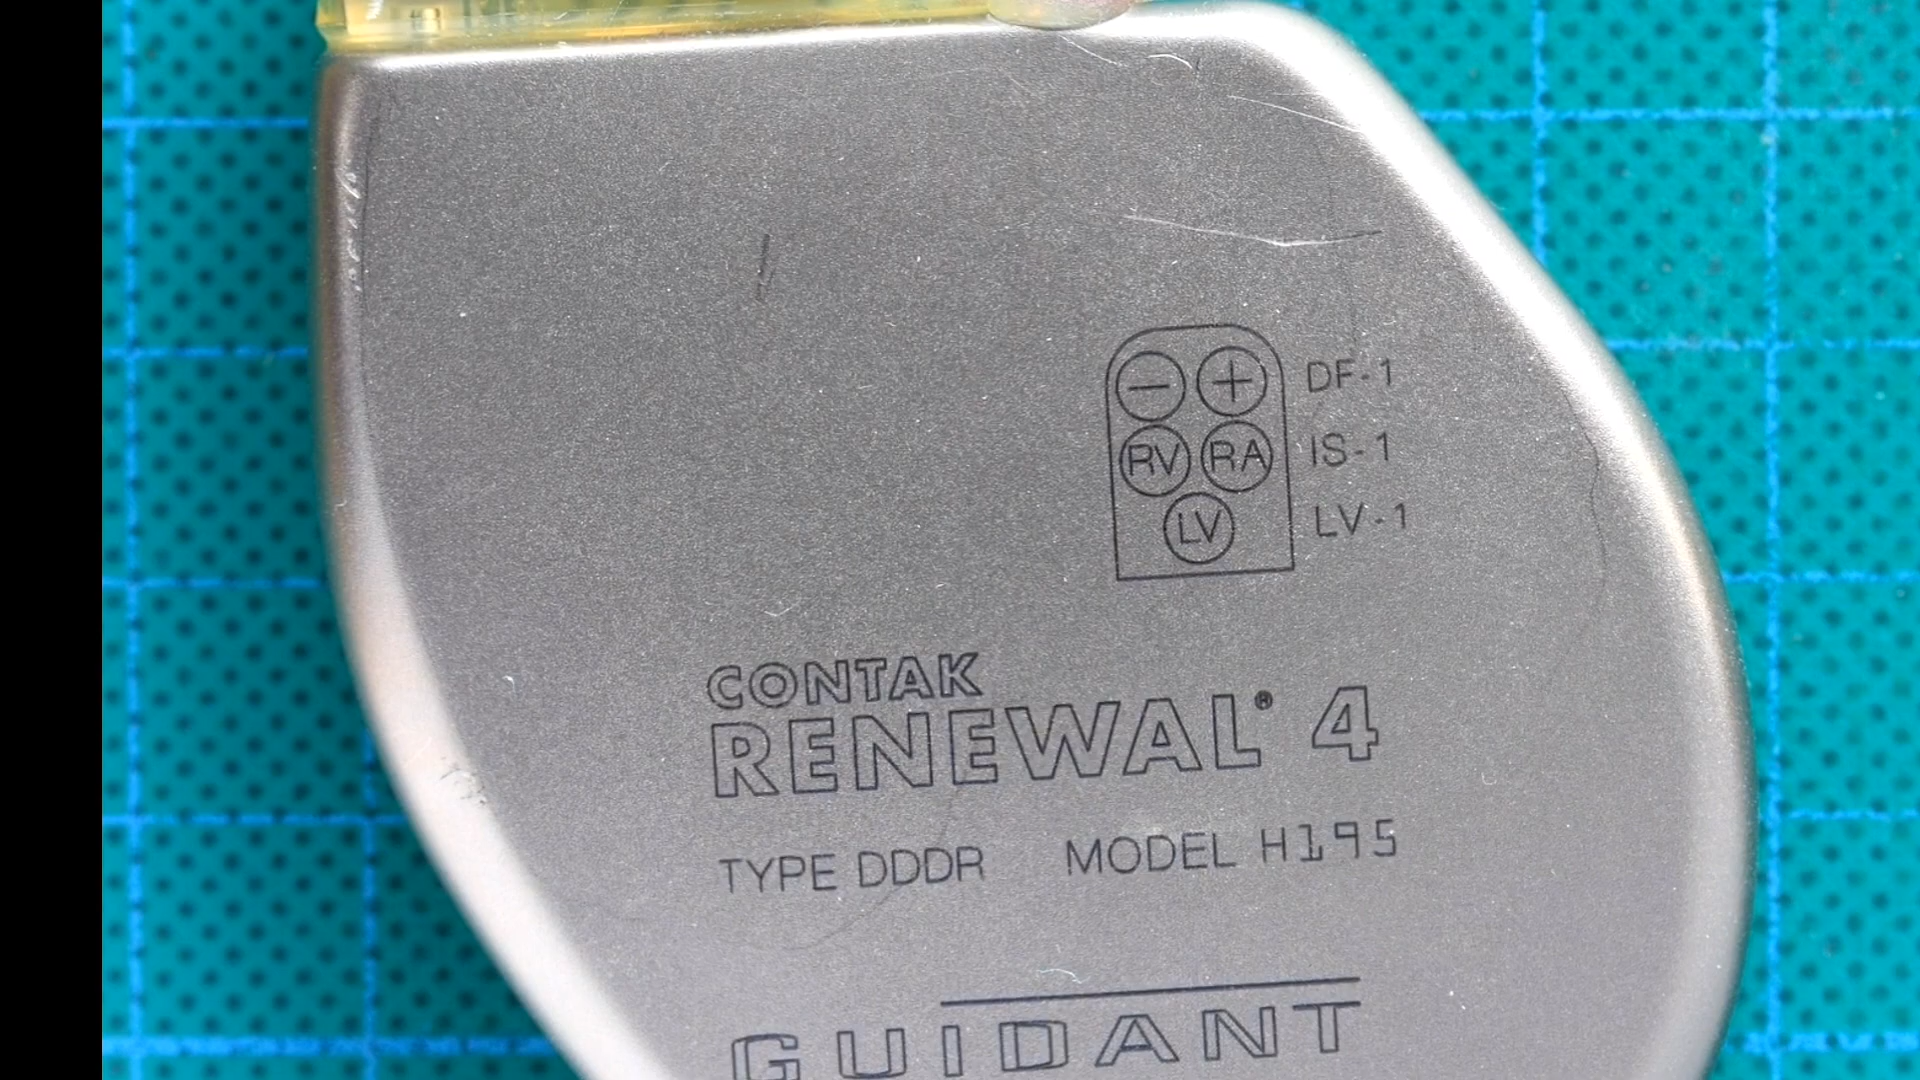 − + DF-1
RV RA IS-1
LV LV-1
CONTAK
RENEWAL® 4
TYPE DDDR MODEL H195
GUIDANT